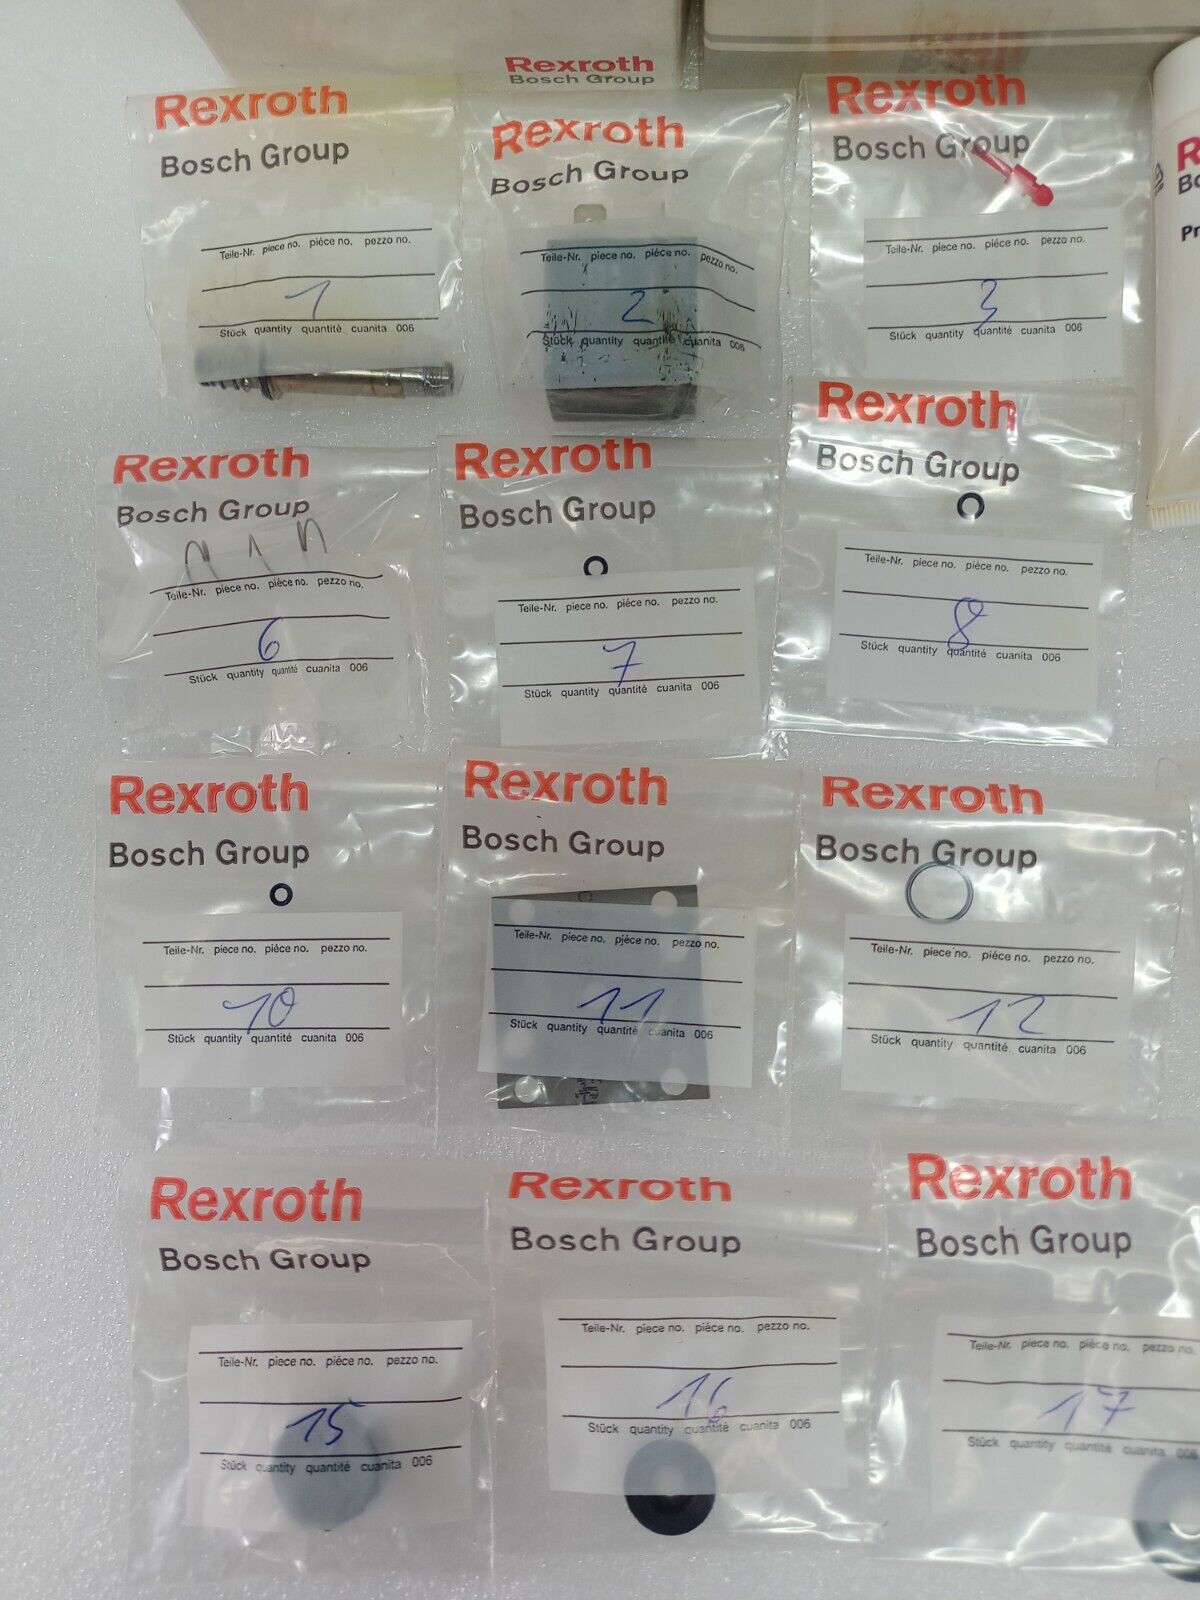 Rexroth
Bosch Group
Rexroth
Bosch Group
Teile-Nr. piece no. piéce no. pezzo no.
1
Stück quantity quantité cuanita 006
Rexroth
Bosch Group
Teile-Nr. piece no. piéce no. pezzo no.
2
Stück quantity quantité cuanita 006
Rexroth
Bosch Group
Teile-Nr. piece no. piéce no. pezzo no.
3
Stück quantity quantité cuanita 006
R
Bo
Pr
Rexroth
Bosch Group
Teile-Nr. piece no. piéce no. pezzo no.
6
Stück quantity quantité cuanita 006
Rexroth
Bosch Group
Teile-Nr. piece no. piéce no. pezzo no.
7
Stück quantity quantité cuanita 006
Rexroth
Bosch Group
Teile-Nr. piece no. piéce no. pezzo no.
8
Stück quantity quantité cuanita 006
Rexroth
Bosch Group
Teile-Nr. piece no. piéce no. pezzo no.
10
Stück quantity quantité cuanita 006
Rexroth
Bosch Group
Teile-Nr. piece no. piéce no. pezzo no.
11
Stück quantity quantité cuanita 006
Rexroth
Bosch Group
Teile-Nr. piece no. piéce no. pezzo no.
12
Stück quantity quantité cuanita 006
Rexroth
Bosch Group
Teile-Nr. piece no. piéce no. pezzo no.
15
Stück quantity quantité cuanita 006
Rexroth
Bosch Group
Teile-Nr. piece no. piéce no. pezzo no.
16
Stück quantity quantité cuanita 006
Rexroth
Bosch Group
Teile-Nr. piece no. piéce no. pezzo no.
17
Stück quantity quantité cuanita 006